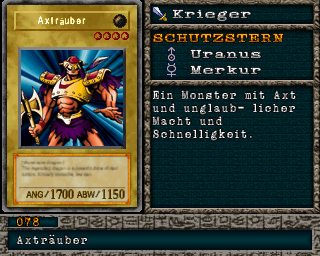 Axträuber
ANG/1700 ABW/1150
Krieger
SCHUTZSTERN
Uranus
Merkur
Ein Monster mit Axt
und unglaub- licher
Macht und
Schnelligkeit.
078
Axträuber